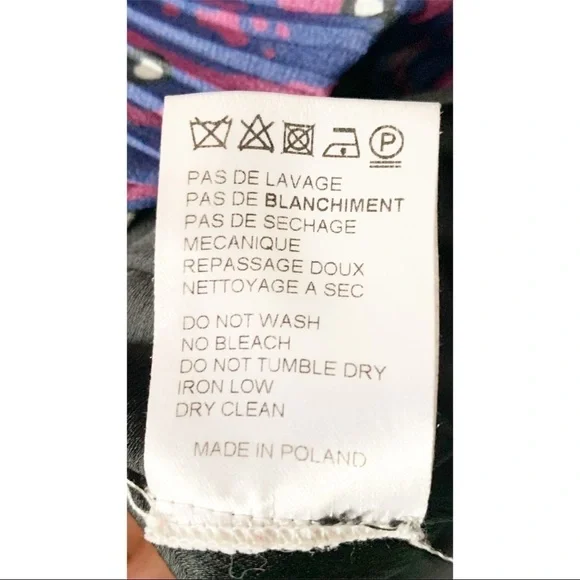 P
PAS DE LAVAGE
PAS DE BLANCHIMENT
PAS DE SECHAGE
MECANIQUE
REPASSAGE DOUX
NETTOYAGE A SEC
DO NOT WASH
NO BLEACH
DO NOT TUMBLE DRY
IRON LOW
DRY CLEAN
MADE IN POLAND